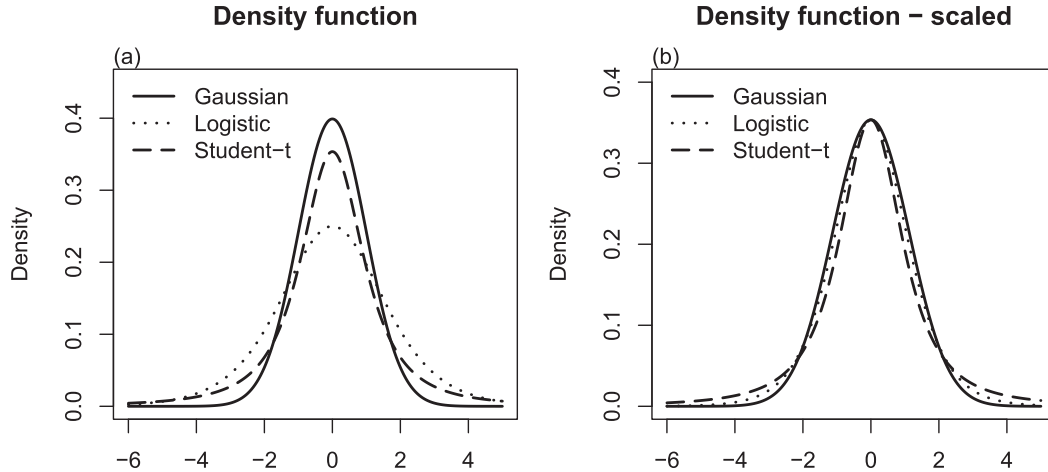 Density function
(a)
Gaussian
Logistic
Student−t
Density
0.4
0.3
0.2
0.1
0.0
−6 −4 −2 0 2 4
Density function − scaled
(b)
Gaussian
Logistic
Student−t
Density
0.4
0.3
0.2
0.1
0.0
−6 −4 −2 0 2 4